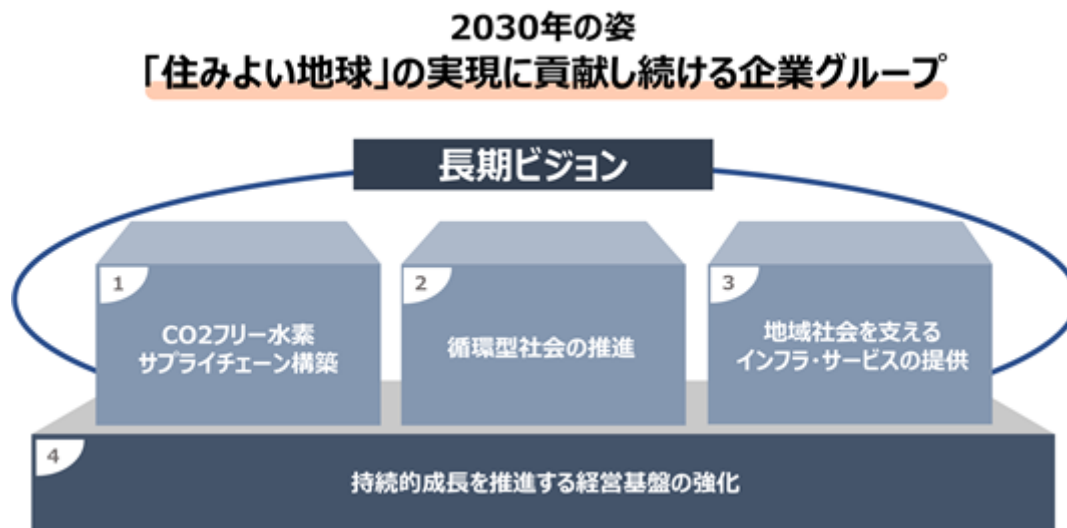 2030年の姿
「住みよい地球」の実現に貢献し続ける企業グループ
長期ビジョン
1
CO2フリー水素
サプライチェーン構築
2
循環型社会の推進
3
地域社会を支える
インフラ・サービスの提供
4
持続的成長を推進する経営基盤の強化